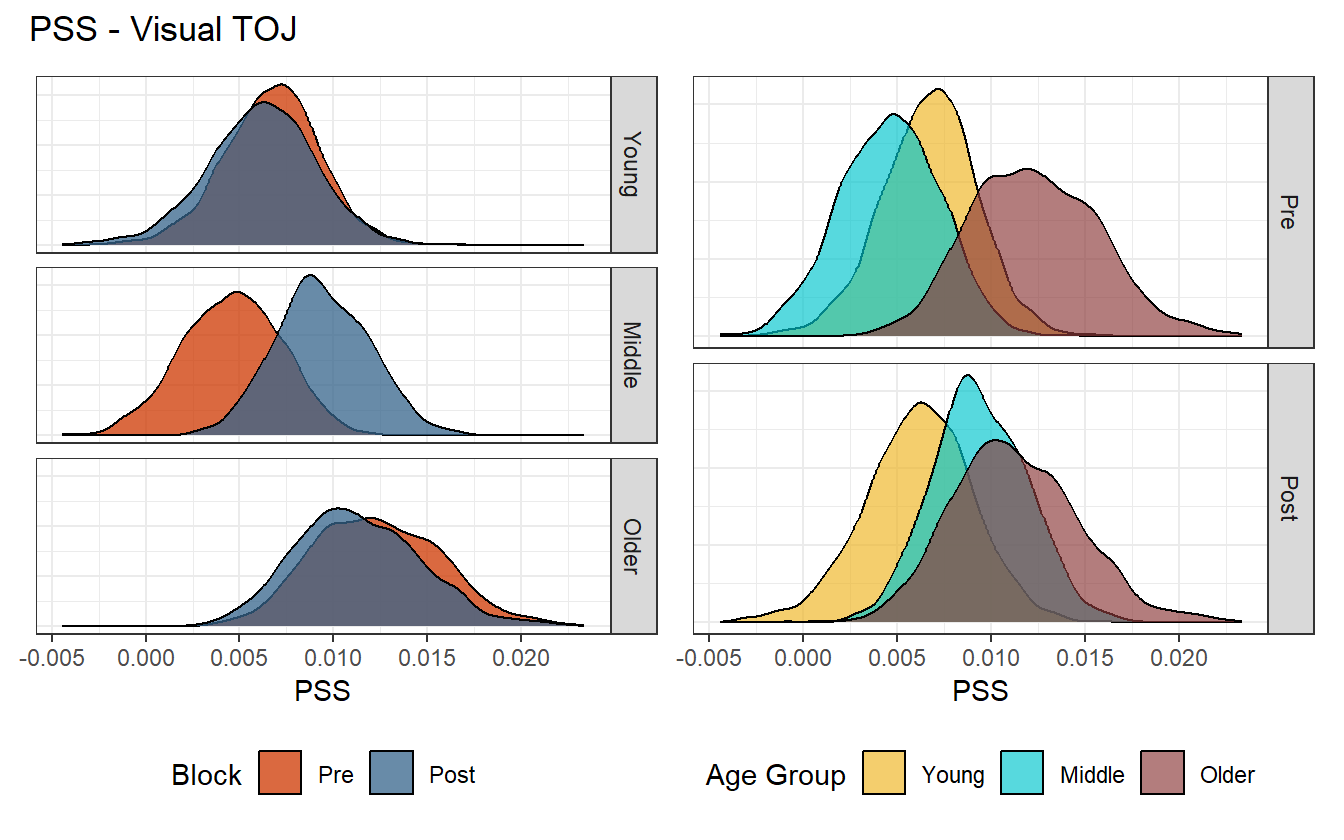 PSS - Visual TOJ
Young
Middle
Older
-0.005 0.000 0.005 0.010 0.015 0.020
PSS
Block Pre Post
Pre
Post
-0.005 0.000 0.005 0.010 0.015 0.020
PSS
Age Group Young Middle Older